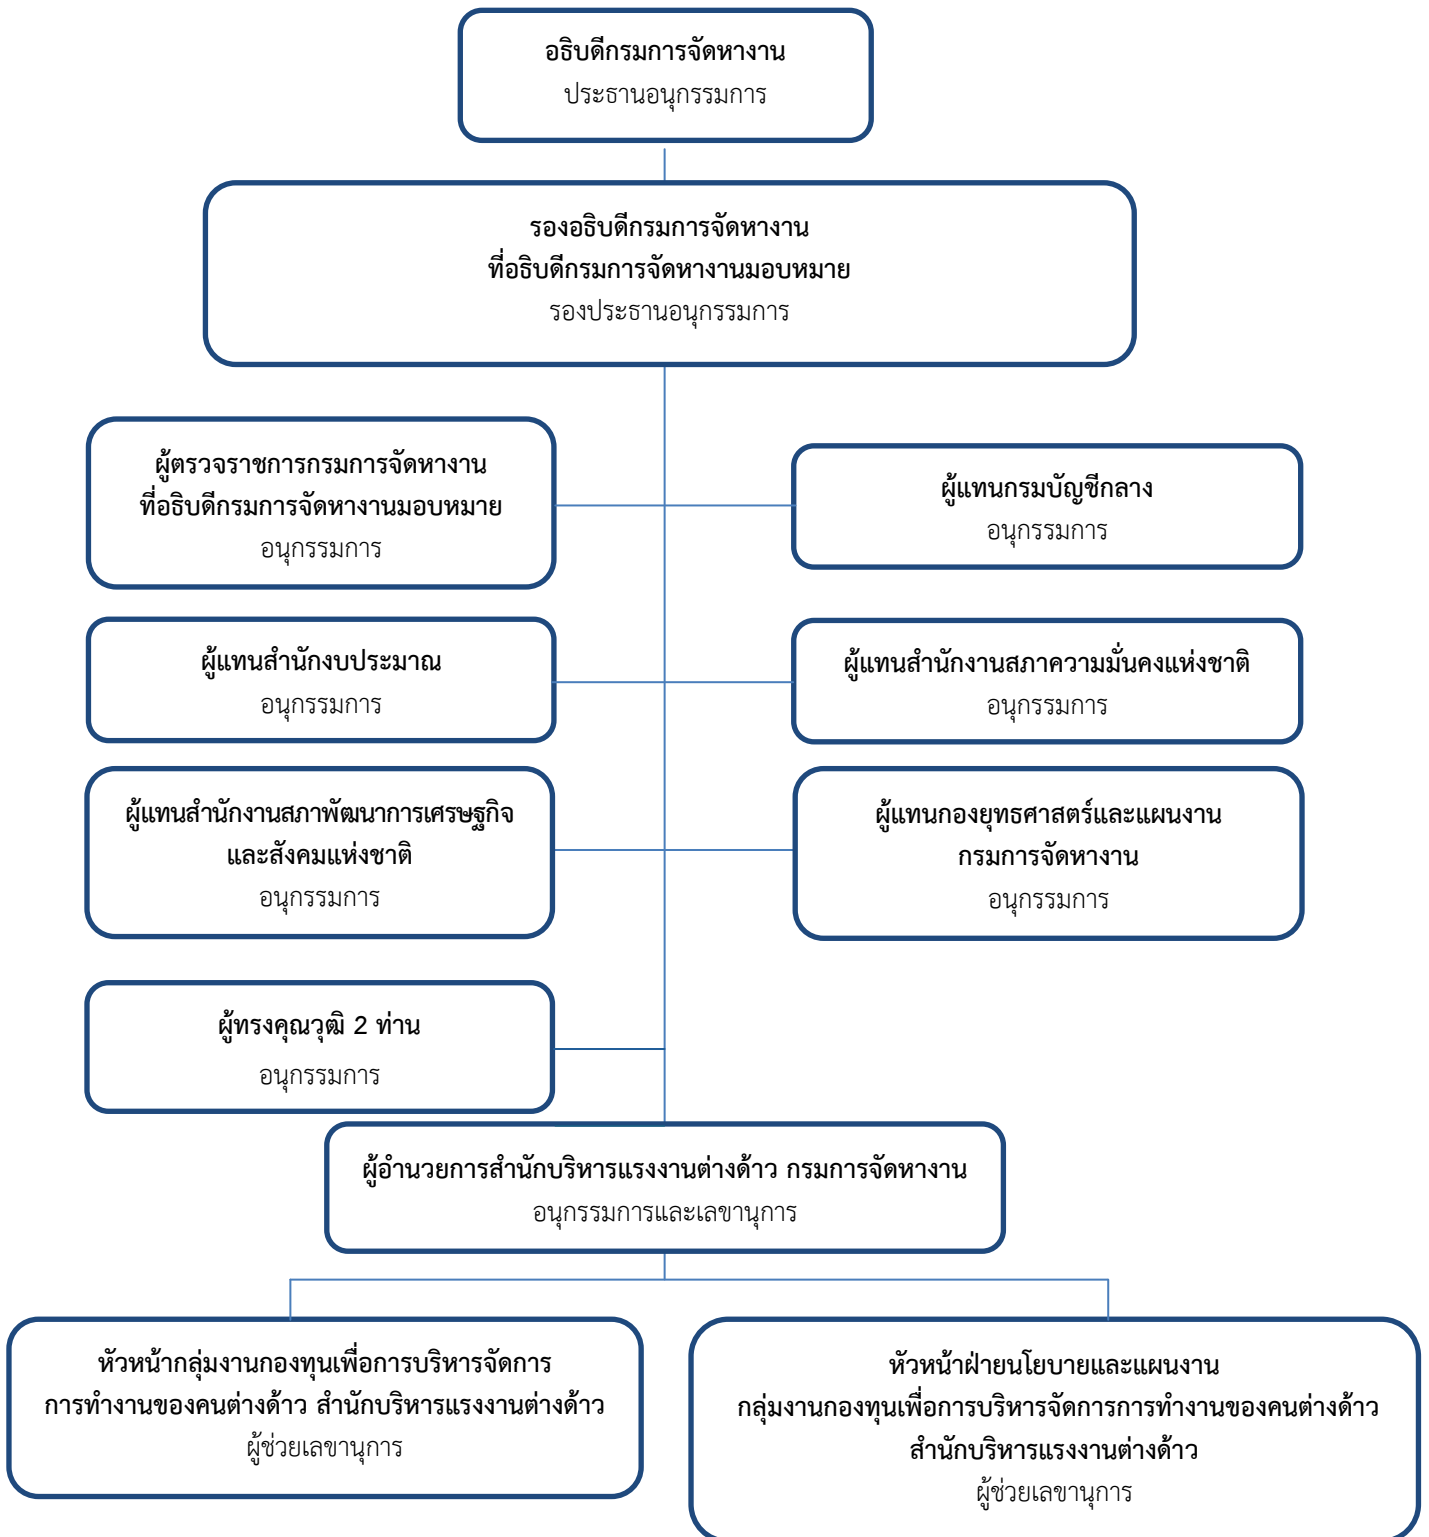 อธิบดีกรมการจัดหางาน
ประธานอนุกรรมการ
รองอธิบดีกรมการจัดหางาน
ที่อธิบดีกรมการจัดหางานมอบหมาย
รองประธานอนุกรรมการ
ผู้ตรวจราชการกรมการจัดหางาน
ที่อธิบดีกรมการจัดหางานมอบหมาย
อนุกรรมการ
ผู้แทนกรมบัญชีกลาง
อนุกรรมการ
ผู้แทนสำนักงบประมาณ
อนุกรรมการ
ผู้แทนสำนักงานสภาความมั่นคงแห่งชาติ
อนุกรรมการ
ผู้แทนสำนักงานสภาพัฒนาการเศรษฐกิจ
และสังคมแห่งชาติ
อนุกรรมการ
ผู้แทนกองยุทธศาสตร์และแผนงาน
กรมการจัดหางาน
อนุกรรมการ
ผู้ทรงคุณวุฒิ 2 ท่าน
อนุกรรมการ
ผู้อำนวยการสำนักบริหารแรงงานต่างด้าว กรมการจัดหางาน
อนุกรรมการและเลขานุการ
หัวหน้ากลุ่มงานกองทุนเพื่อการบริหารจัดการ
การทำงานของคนต่างด้าว สำนักบริหารแรงงานต่างด้าว
ผู้ช่วยเลขานุการ
หัวหน้าฝ่ายนโยบายและแผนงาน
กลุ่มงานกองทุนเพื่อการบริหารจัดการการทำงานของคนต่างด้าว
สำนักบริหารแรงงานต่างด้าว
ผู้ช่วยเลขานุการ